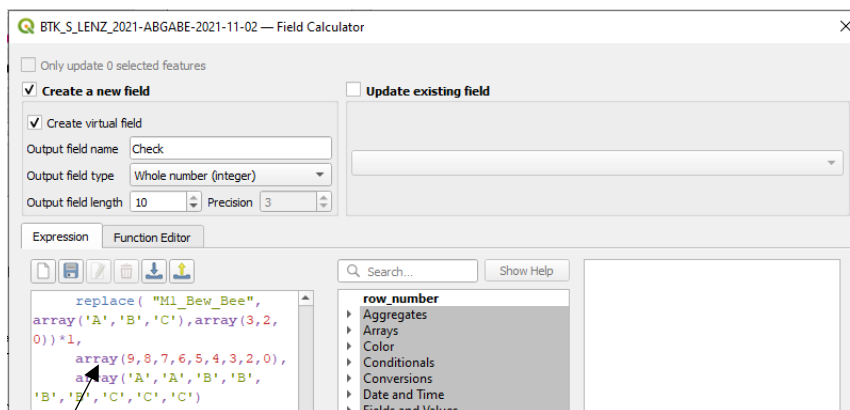 BTK_S_LENZ_2021-ABGABE-2021-11-02 — Field Calculator
Only update 0 selected features
Create a new field
Update existing field
Create virtual field
Output field name Check
Output field type Whole number (integer)
Output field length 10 Precision 3
Expression Function Editor
Search... Show Help
replace( "M1_Bew_Bee",
array('A','B','C'),array(3,2,
0))*1,
array(9,8,7,6,5,4,3,2,0),
array('A','A','B','B',
'B','B','C','C','C')
row_number
Aggregates
Arrays
Color
Conditionals
Conversions
Date and Time
Fields and Values